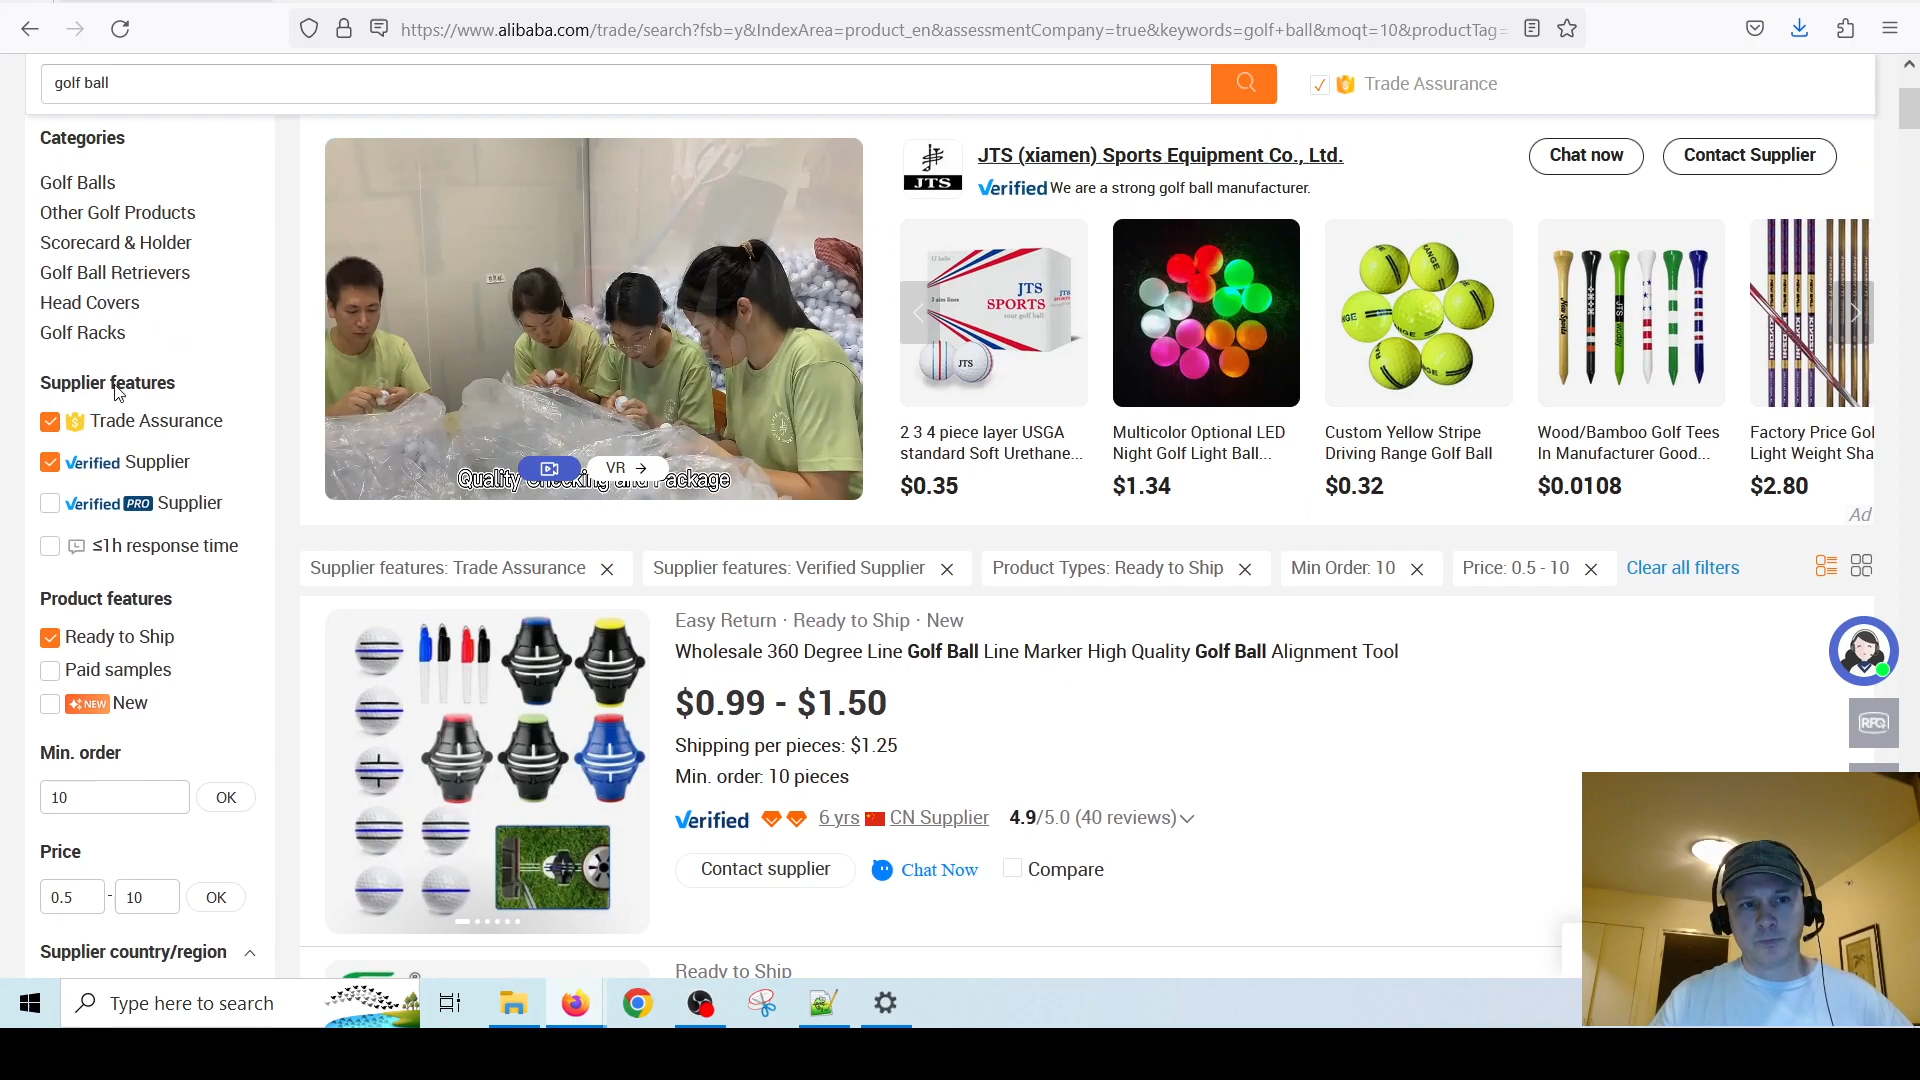 https://www.alibaba.com/trade/search?fsb=y&IndexArea=product_en&assessmentCompany=true&keywords=golf+ball&moqt=10&productTag=
golf ball
Trade Assurance
Categories
Golf Balls
Other Golf Products
Scorecard & Holder
Golf Ball Retrievers
Head Covers
Golf Racks
Supplier features
Trade Assurance
Verified Supplier
Verified PRO Supplier
≤1h response time
Product features
Ready to Ship
Paid samples
NEW New
Min. order
10 OK
Price
0.5 - 10 OK
Supplier country/region
Quality Checking and Package
VR →
JTS
JTS (xiamen) Sports Equipment Co., Ltd.
Verified We are a strong golf ball manufacturer.
Chat now
Contact Supplier
JTS
SPORTS
tour golf ball
2 3 4 piece layer USGA
standard Soft Urethane...
$0.35
Multicolor Optional LED
Night Golf Light Ball...
$1.34
Custom Yellow Stripe
Driving Range Golf Ball
$0.32
Wood/Bamboo Golf Tees
In Manufacturer Good...
$0.0108
Factory Price Gol
Light Weight Sha
$2.80
Ad
Supplier features: Trade Assurance
Supplier features: Verified Supplier
Product Types: Ready to Ship
Min Order: 10
Price: 0.5 - 10
Clear all filters
Easy Return · Ready to Ship · New
Wholesale 360 Degree Line Golf Ball Line Marker High Quality Golf Ball Alignment Tool
$0.99 - $1.50
Shipping per pieces: $1.25
Min. order: 10 pieces
Verified 6 yrs CN Supplier 4.9/5.0 (40 reviews)
Contact supplier
Chat Now
Compare
RFQ
Ready to Ship
Type here to search